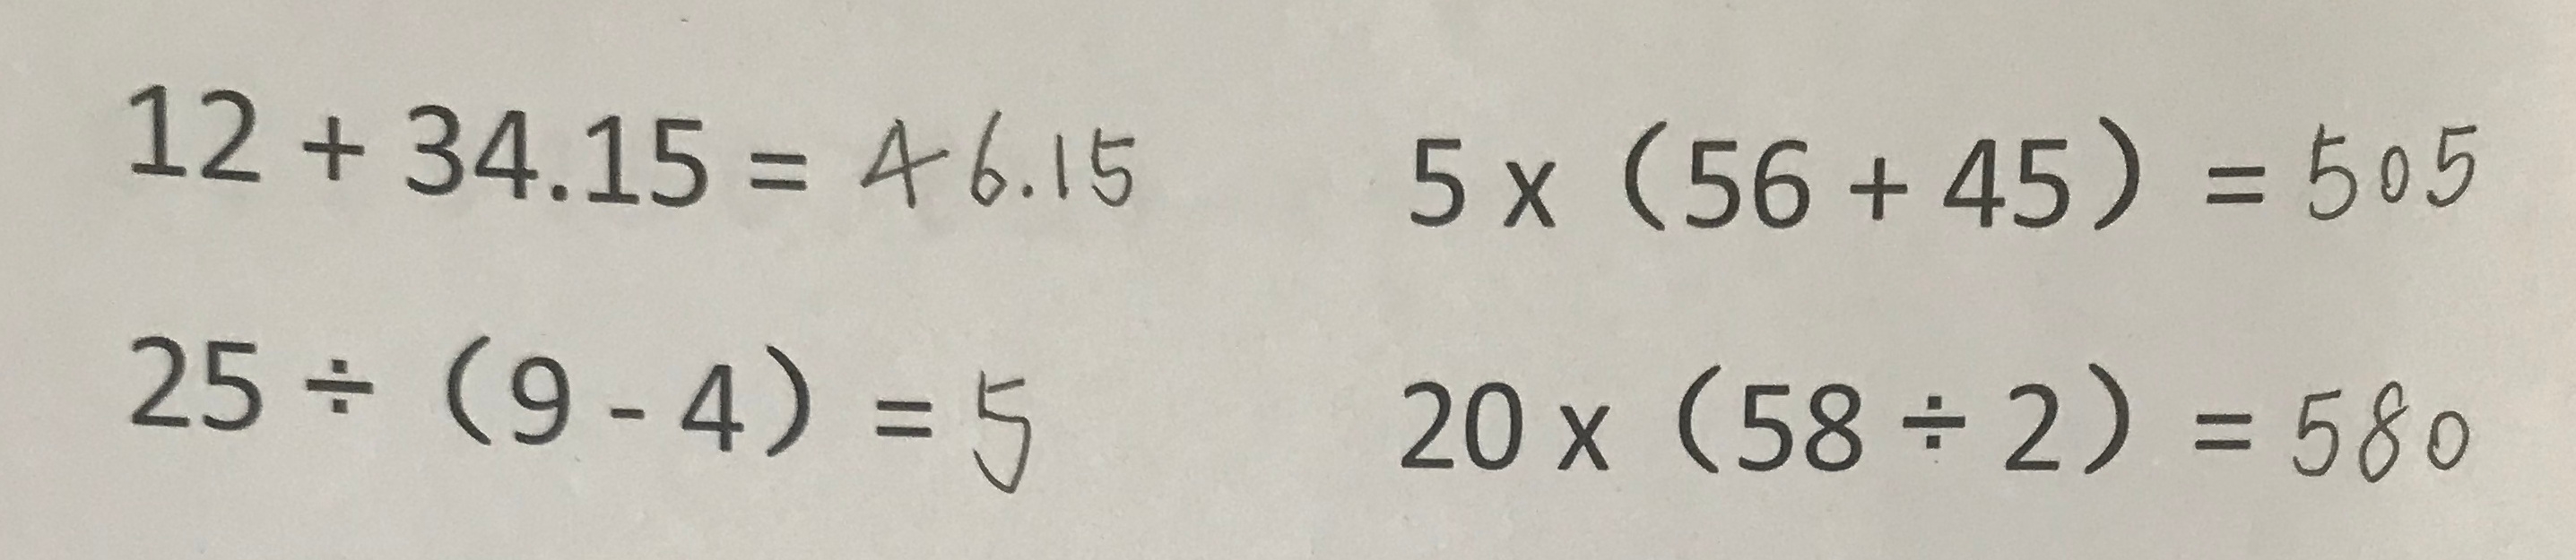 12 + 34.15 = 46.15
5 x （56 + 45） = 505
25 ÷ （9 - 4） = 5
20 x （58 ÷ 2） = 580